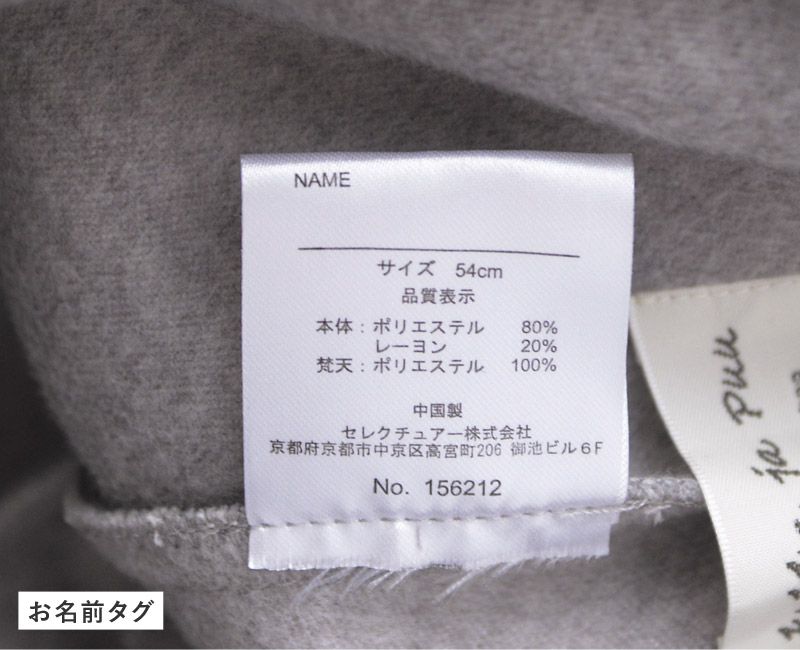 NAME
サイズ 54cm
品質表示
本体：ポリエステル 80%
レーヨン 20%
梵天：ポリエステル 100%
中国製
セレクチュアー株式会社
京都府京都市中京区高宮町206 御池ビル6F
No. 156212
ja puu
お名前タグ